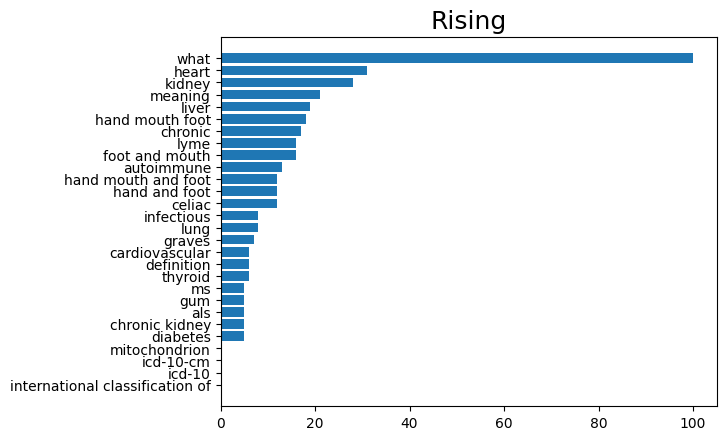 Rising
what
heart
kidney
meaning
liver
hand mouth foot
chronic
lyme
foot and mouth
autoimmune
hand mouth and foot
hand and foot
celiac
infectious
lung
graves
cardiovascular
definition
thyroid
ms
gum
als
chronic kidney
diabetes
mitochondrion
icd-10-cm
icd-10
international classification of
0 20 40 60 80 100